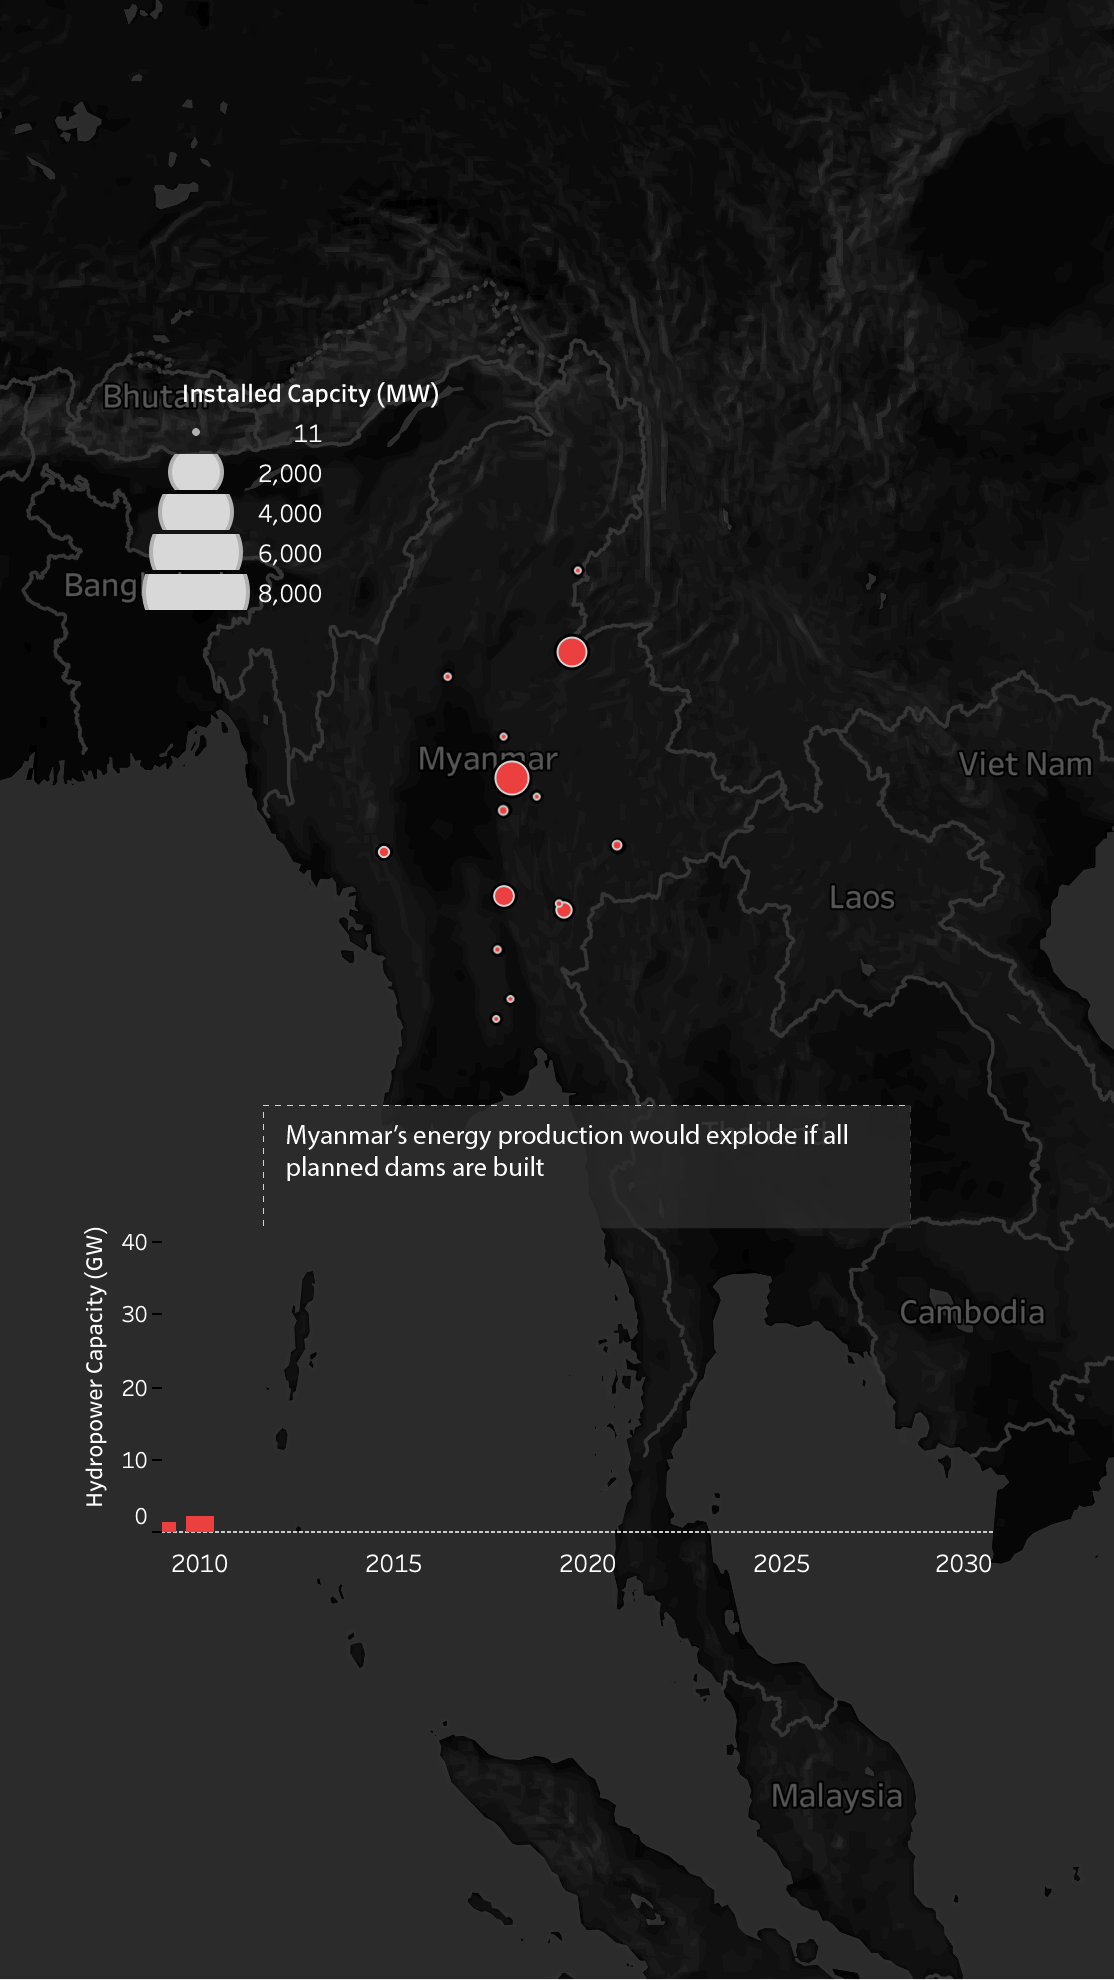 Bhutan
Installed Capcity (MW)
11
2,000
4,000
6,000
8,000
Bang
Myanmar
Viet Nam
Laos
Myanmar’s energy production would explode if all
planned dams are built
Hydropower Capacity (GW)
40
30
20
10
0
2010
2015
2020
2025
2030
Cambodia
Malaysia